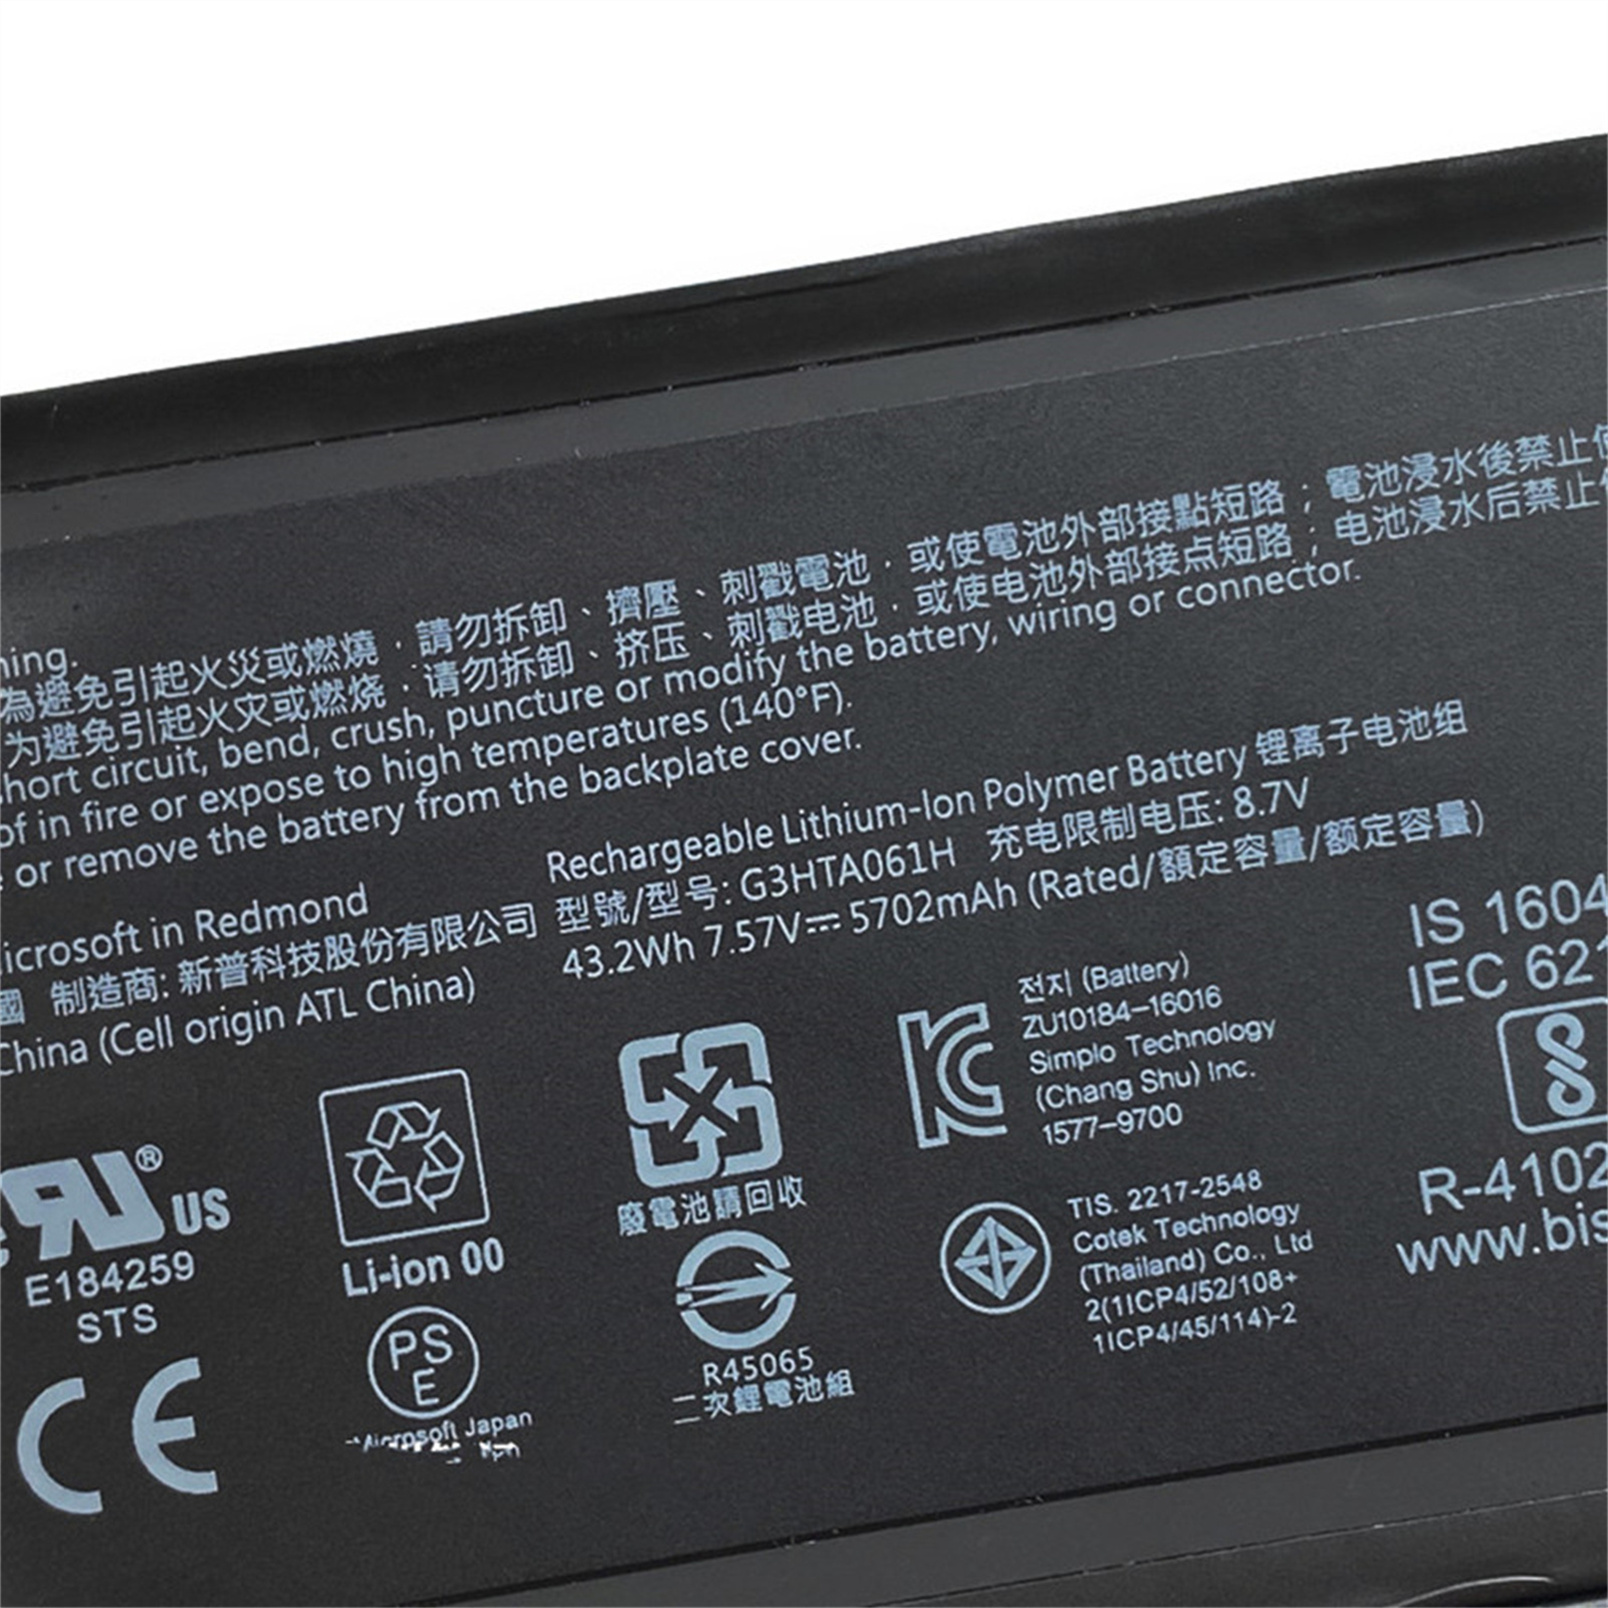 ning.
為避免引起火災或燃燒，請勿拆卸、擠壓、刺戳電池，或使電池外部接點短路；電池浸水後禁止使
为避免引起火灾或燃烧，请勿拆卸、挤压、刺戳电池，或使电池外部接点短路；电池浸水后禁止使
short circuit, bend, crush, puncture or modify the battery, wiring or connector.
of in fire or expose to high temperatures (140°F).
or remove the battery from the backplate cover.
Microsoft in Redmond
國 制造商: 新普科技股份有限公司
China (Cell origin ATL China)
Rechargeable Lithium-Ion Polymer Battery 锂离子电池组
型號/型号: G3HTA061H 充电限制电压: 8.7V
43.2Wh 7.57V⎓ 5702mAh (Rated/額定容量/额定容量)
IS 1604
IEC 621
R-4102
www.bis
전지 (Battery)
ZU10184-16016
Simplo Technology
(Chang Shu) Inc.
1577-9700
TIS. 2217-2548
Cotek Technology
(Thailand) Co., Ltd
2(1ICP4/52/108+
1ICP4/45/114)-2
廢電池請回收
R45065
二次鋰電池組
Li-ion 00
PS
E
Microsoft Japan
c RU® US
E184259
STS
CE